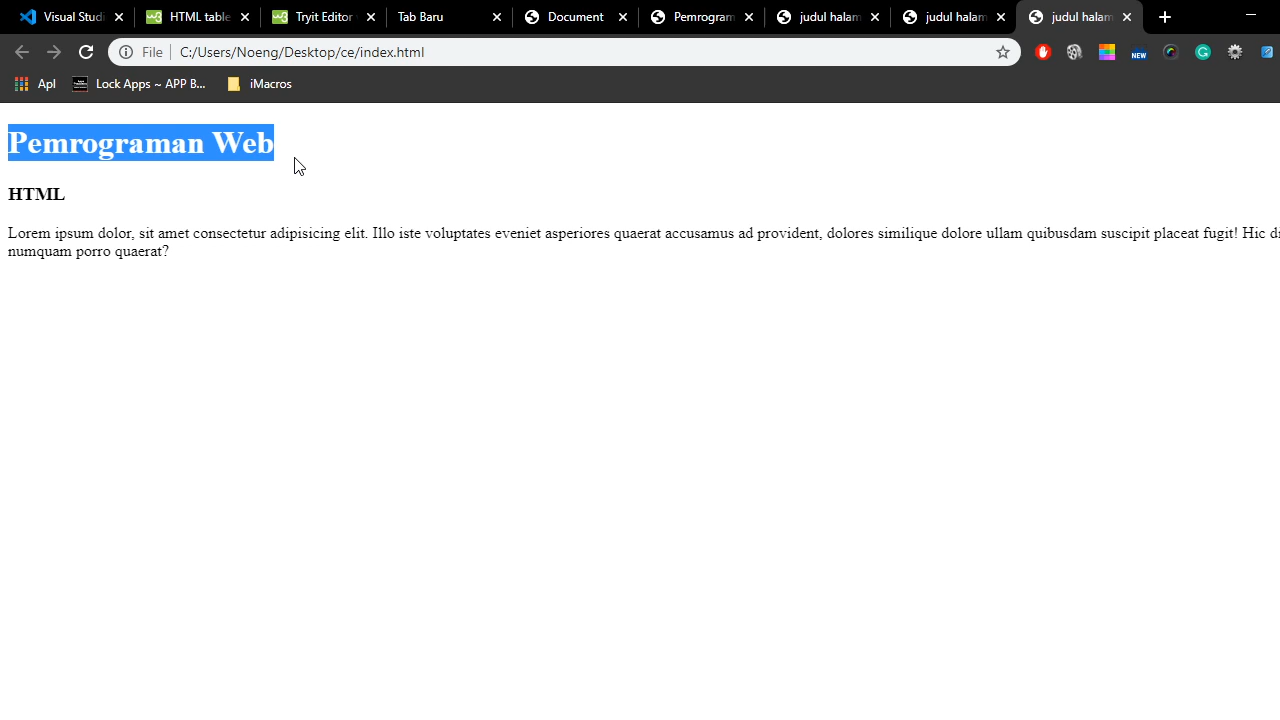 Visual Studi
HTML table
Tryit Editor
Tab Baru
Document
Pemrogram
judul halam
judul halam
judul halam
File
C:/Users/Noeng/Desktop/ce/index.html
NEW
Apl
Lock Apps ~ APP B...
iMacros
Pemrograman Web
HTML
Lorem ipsum dolor, sit amet consectetur adipisicing elit. Illo iste voluptates eveniet asperiores quaerat accusamus ad provident, dolores similique dolore ullam quibusdam suscipit placeat fugit! Hic di
numquam porro quaerat?